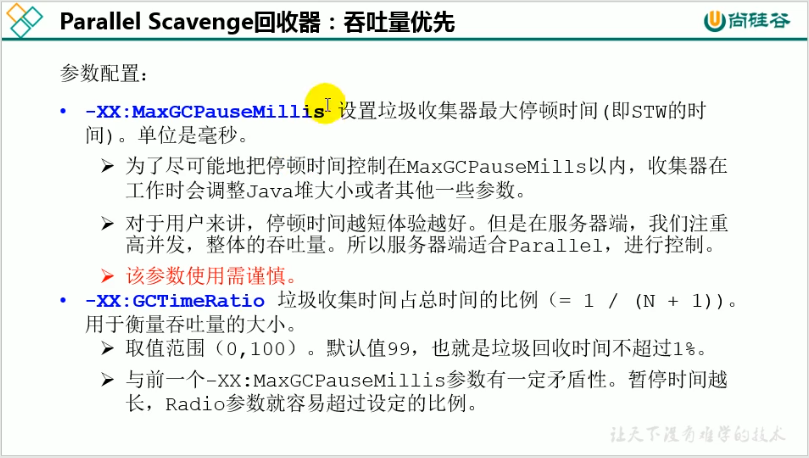 Parallel Scavenge回收器：吞吐量优先
尚硅谷
参数配置：
• -XX:MaxGCPauseMillis 设置垃圾收集器最大停顿时间(即STW的时
间)。单位是毫秒。
➢ 为了尽可能地把停顿时间控制在MaxGCPauseMills以内，收集器在
工作时会调整Java堆大小或者其他一些参数。
➢ 对于用户来讲，停顿时间越短体验越好。但是在服务器端，我们注重
高并发，整体的吞吐量。所以服务器端适合Parallel，进行控制。
➢ 该参数使用需谨慎。
• -XX:GCTimeRatio 垃圾收集时间占总时间的比例（= 1 / (N + 1)）。
用于衡量吞吐量的大小。
➢ 取值范围（0,100）。默认值99，也就是垃圾回收时间不超过1%。
➢ 与前一个-XX:MaxGCPauseMillis参数有一定矛盾性。暂停时间越
长，Radio参数就容易超过设定的比例。
让天下没有难学的技术